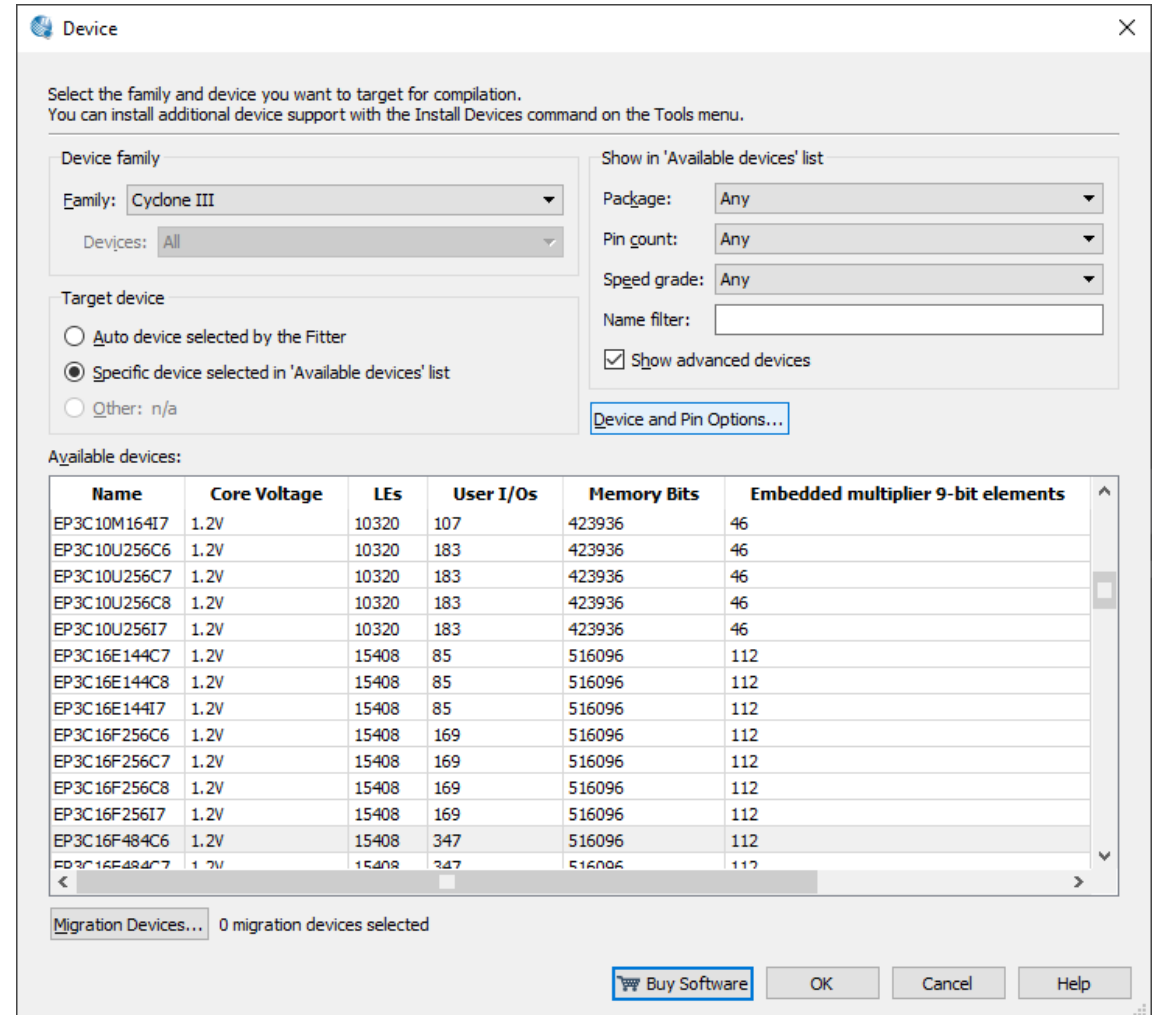 Device
Select the family and device you want to target for compilation.
You can install additional device support with the Install Devices command on the Tools menu.
Device family
Family: Cyclone III
Devices: All
Target device
Auto device selected by the Fitter
Specific device selected in 'Available devices' list
Other: n/a
Show in 'Available devices' list
Package: Any
Pin count: Any
Speed grade: Any
Name filter:
Show advanced devices
Device and Pin Options...
Available devices:
Name Core Voltage LEs User I/Os Memory Bits Embedded multiplier 9-bit elements
EP3C10M164I7 1.2V 10320 107 423936 46
EP3C10U256C6 1.2V 10320 183 423936 46
EP3C10U256C7 1.2V 10320 183 423936 46
EP3C10U256C8 1.2V 10320 183 423936 46
EP3C10U256I7 1.2V 10320 183 423936 46
EP3C16E144C7 1.2V 15408 85 516096 112
EP3C16E144C8 1.2V 15408 85 516096 112
EP3C16E144I7 1.2V 15408 85 516096 112
EP3C16F256C6 1.2V 15408 169 516096 112
EP3C16F256C7 1.2V 15408 169 516096 112
EP3C16F256C8 1.2V 15408 169 516096 112
EP3C16F256I7 1.2V 15408 169 516096 112
EP3C16F484C6 1.2V 15408 347 516096 112
EP3C16F484C7 1.2V 15408 347 516096 112
Migration Devices... 0 migration devices selected
Buy Software OK Cancel Help